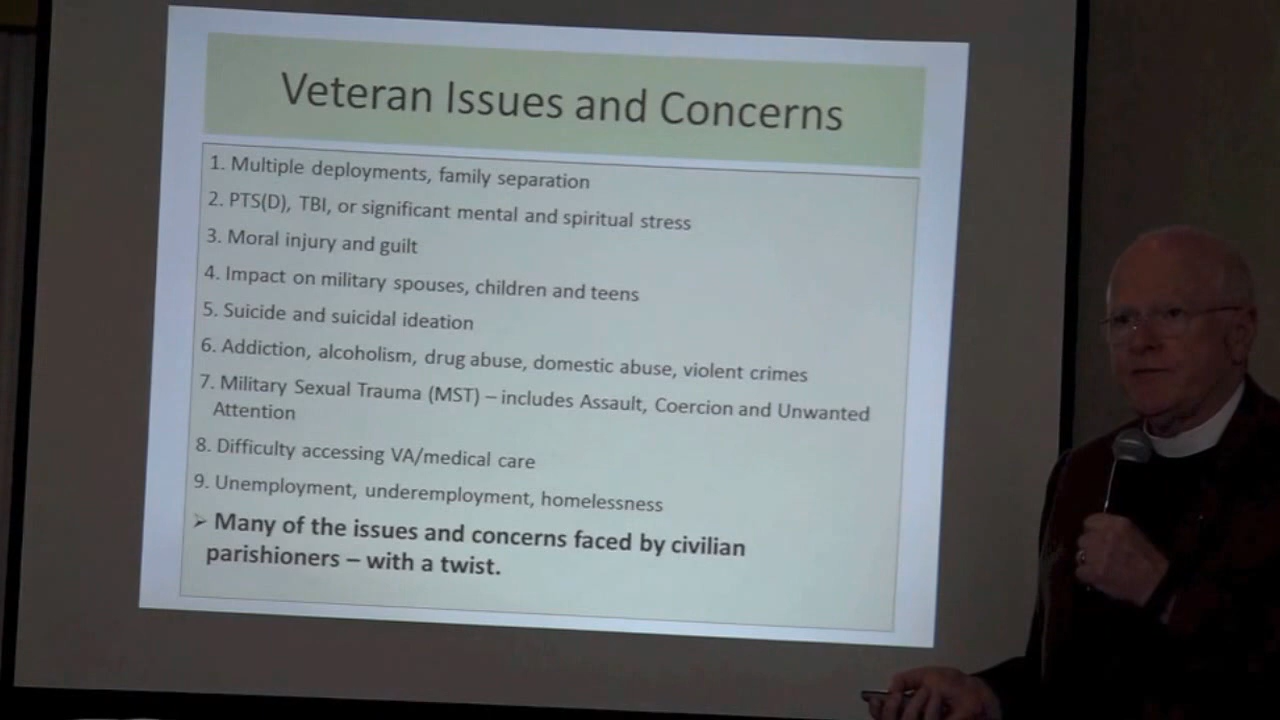 Veteran Issues and Concerns
1. Multiple deployments, family separation
2. PTS(D), TBI, or significant mental and spiritual stress
3. Moral injury and guilt
4. Impact on military spouses, children and teens
5. Suicide and suicidal ideation
6. Addiction, alcoholism, drug abuse, domestic abuse, violent crimes
7. Military Sexual Trauma (MST) – includes Assault, Coercion and Unwanted
Attention
8. Difficulty accessing VA/medical care
9. Unemployment, underemployment, homelessness
➢ Many of the issues and concerns faced by civilian
parishioners – with a twist.